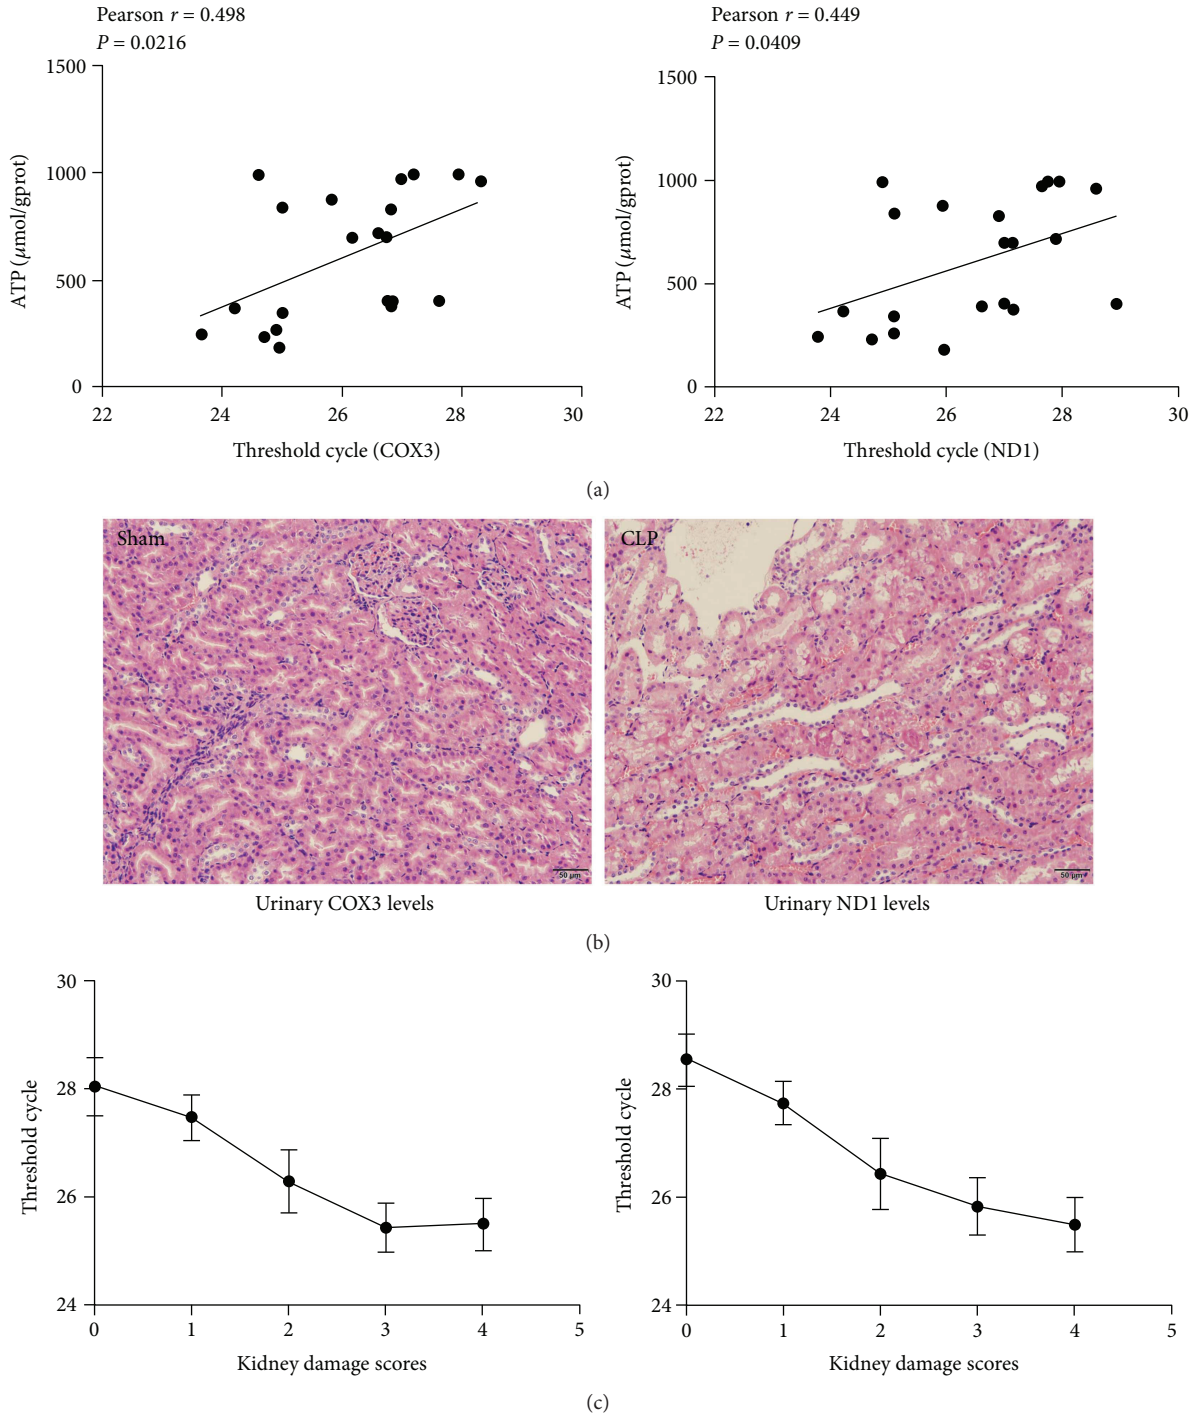 Pearson r = 0.498
P = 0.0216
1500
1000
500
0
22
24
26
28
30
ATP (μmol/gprot)
Threshold cycle (COX3)
Pearson r = 0.449
P = 0.0409
1500
1000
500
0
22
24
26
28
30
ATP (μmol/gprot)
Threshold cycle (ND1)
(a)
Sham
50 μm
CLP
50 μm
Urinary COX3 levels
Urinary ND1 levels
(b)
30
28
26
24
0
1
2
3
4
5
Threshold cycle
Kidney damage scores
30
28
26
24
0
1
2
3
4
5
Threshold cycle
Kidney damage scores
(c)